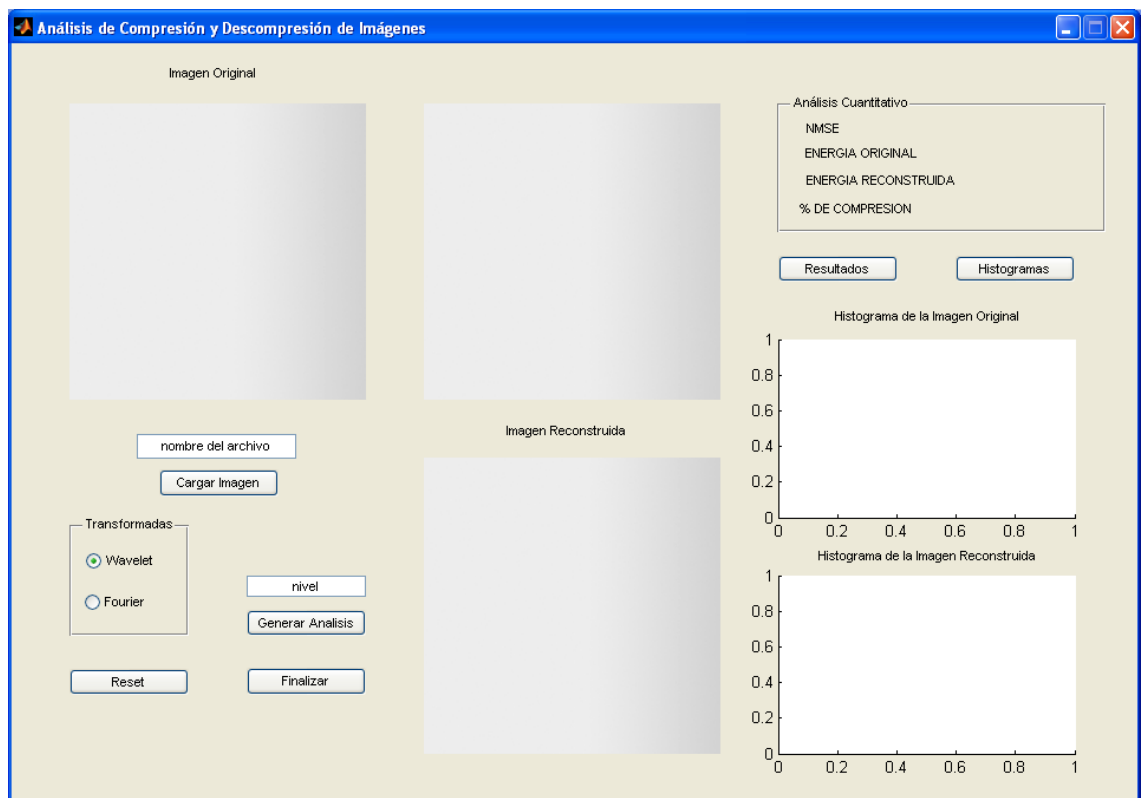 Análisis de Compresión y Descompresión de Imágenes
Imagen Original
nombre del archivo
Cargar Imagen
Transformadas
Wavelet
Fourier
nivel
Generar Analisis
Reset
Finalizar
Imagen Reconstruida
Análisis Cuantitativo
NMSE
ENERGIA ORIGINAL
ENERGIA RECONSTRUIDA
% DE COMPRESION
Resultados
Histogramas
Histograma de la Imagen Original
1
0.8
0.6
0.4
0.2
0
0 0.2 0.4 0.6 0.8 1
Histograma de la Imagen Reconstruida
1
0.8
0.6
0.4
0.2
0
0 0.2 0.4 0.6 0.8 1